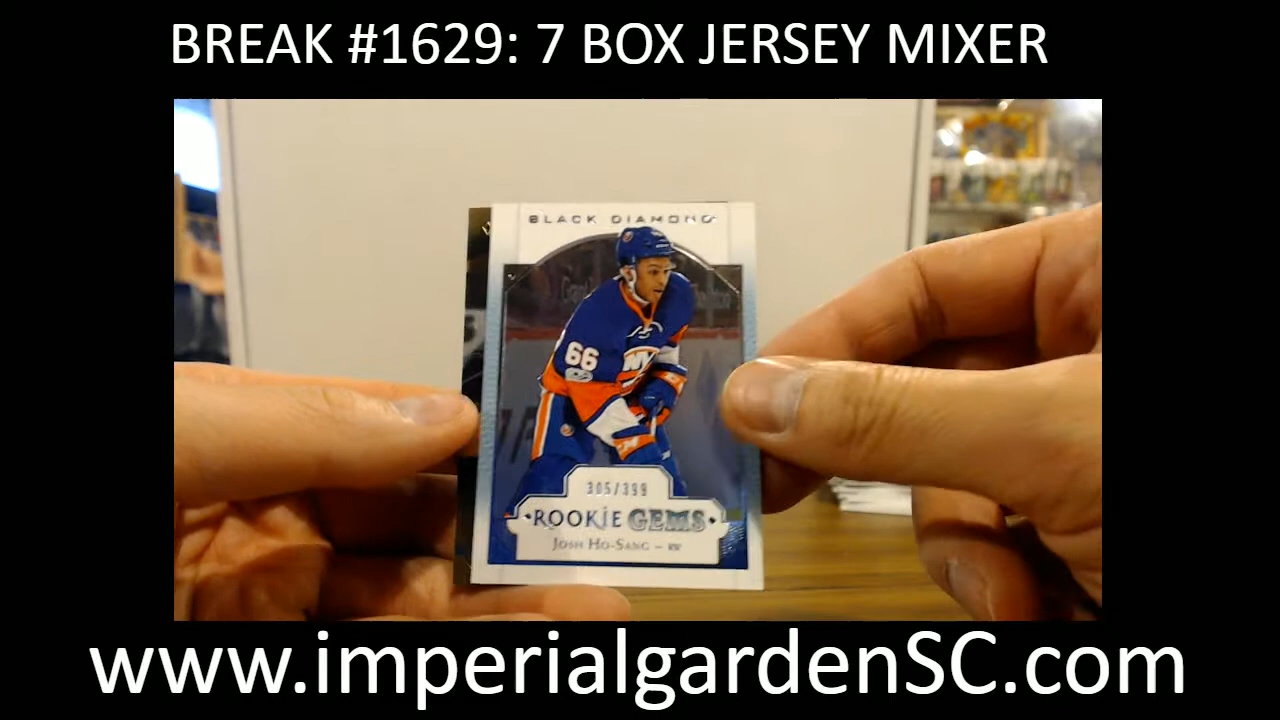 BREAK #1629: 7 BOX JERSEY MIXER
BLACK DIAMOND
66
NY
305/399
ROOKIE GEMS
JOSH HO-SANG – RW
www.imperialgardenSC.com